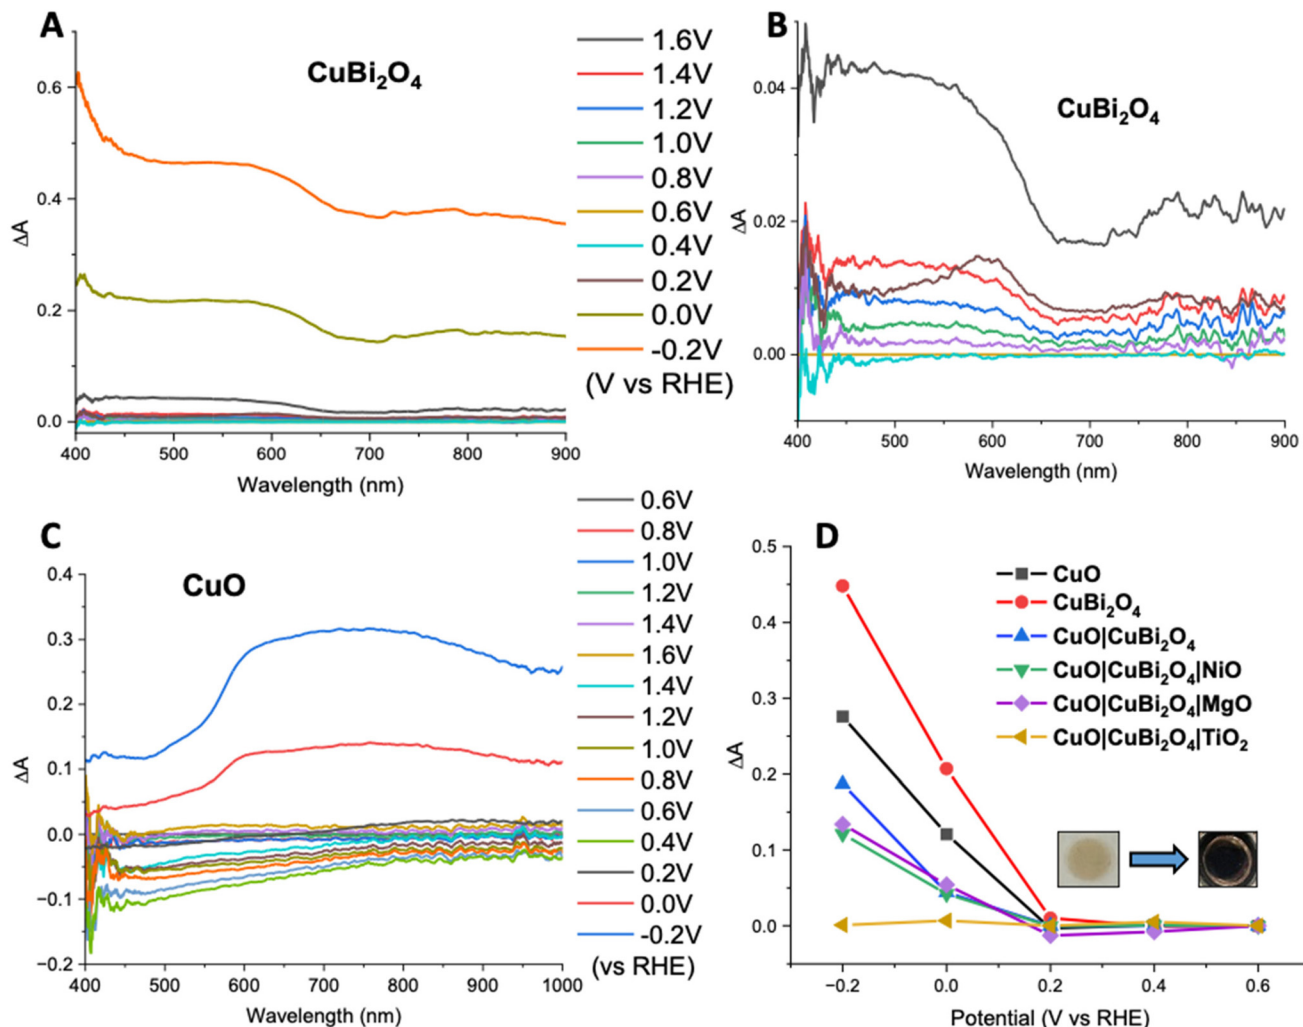 A
CuBi₂O₄
0.6
0.4
0.2
0.0
ΔA
400
500
600
700
800
900
Wavelength (nm)
1.6V
1.4V
1.2V
1.0V
0.8V
0.6V
0.4V
0.2V
0.0V
-0.2V
(V vs RHE)
B
CuBi₂O₄
0.04
0.02
0.00
ΔA
400
500
600
700
800
900
Wavelength (nm)
C
CuO
0.4
0.3
0.2
0.1
0.0
−0.1
−0.2
ΔA
400
500
600
700
800
900
1000
Wavelength (nm)
0.6V
0.8V
1.0V
1.2V
1.4V
1.6V
1.4V
1.2V
1.0V
0.8V
0.6V
0.4V
0.2V
0.0V
-0.2V
(vs RHE)
D
0.5
0.4
0.3
0.2
0.1
0.0
ΔA
CuO
CuBi₂O₄
CuO|CuBi₂O₄
CuO|CuBi₂O₄|NiO
CuO|CuBi₂O₄|MgO
CuO|CuBi₂O₄|TiO₂
−0.2
0.0
0.2
0.4
0.6
Potential (V vs RHE)